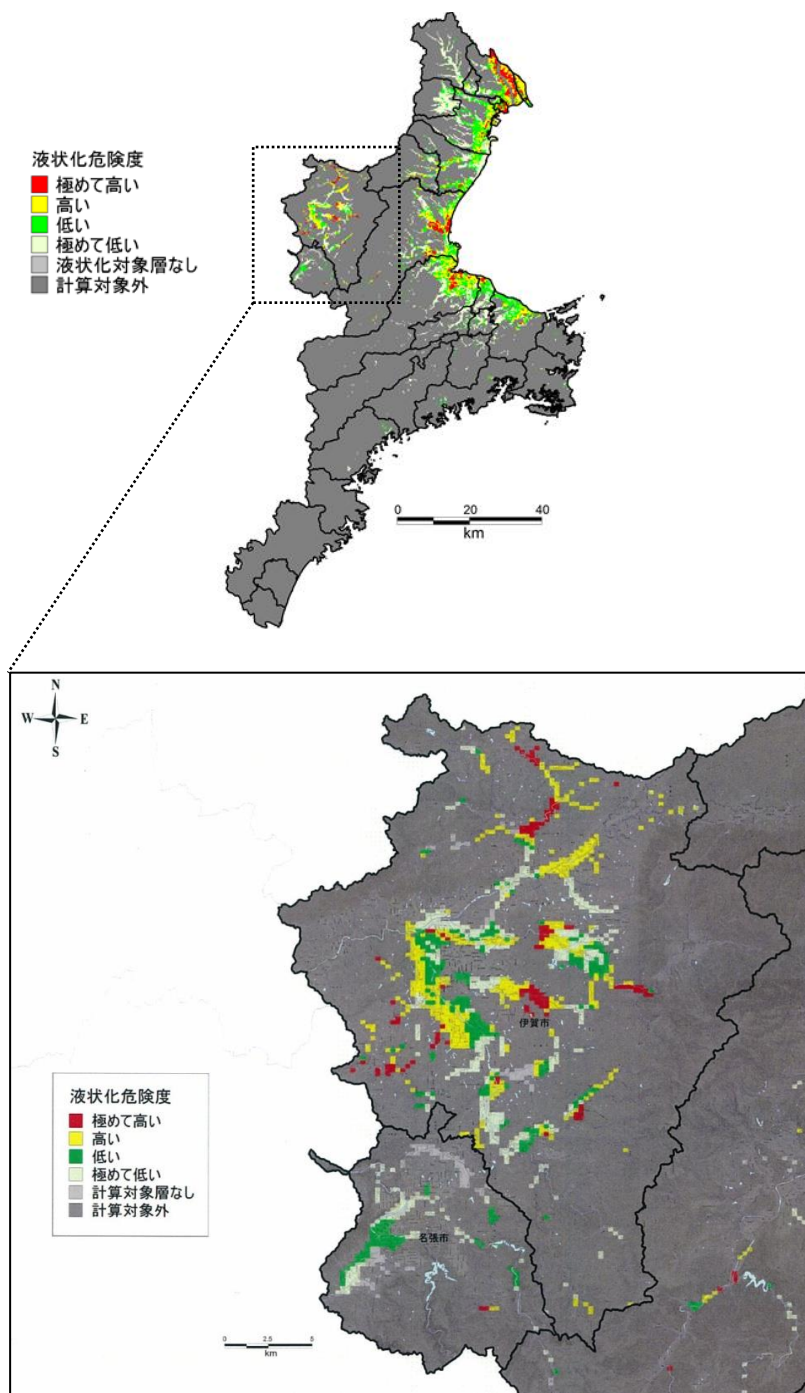 液状化危険度
極めて高い
高い
低い
極めて低い
液状化対象層なし
計算対象外
0 20 40
km
N
W E
S
伊賀市
液状化危険度
極めて高い
高い
低い
極めて低い
計算対象層なし
計算対象外
名張市
0 2.5 5
km